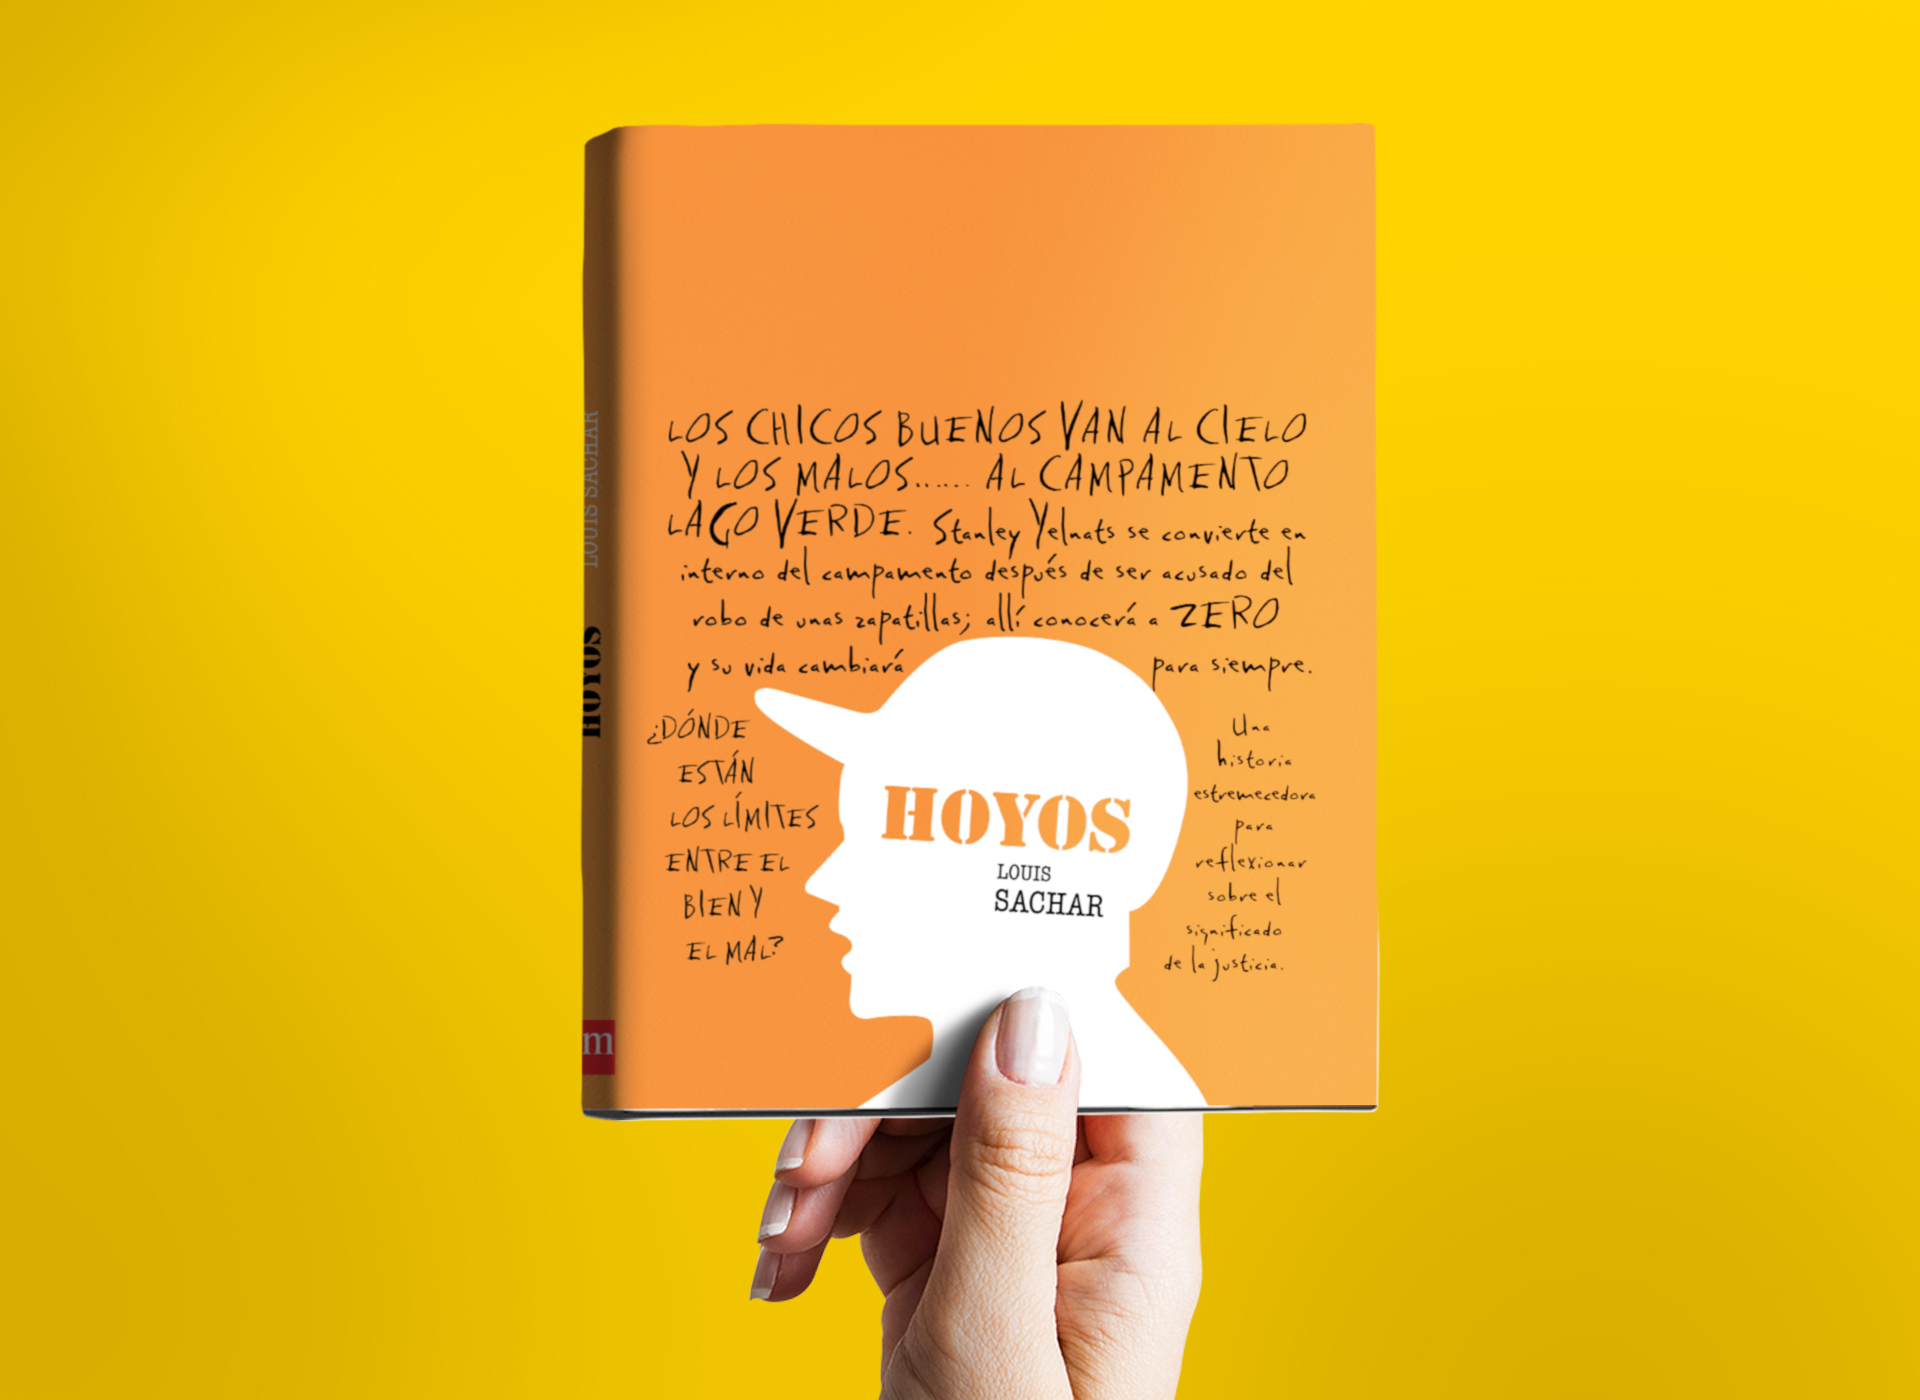 LOS CHICOS BUENOS VAN AL CIELO
Y LOS MALOS...... AL CAMPAMENTO
LAGO VERDE. Stanley Yelnats se convierte en
interno del campamento después de ser acusado del
robo de unas zapatillas; allí conocerá a ZERO
y su vida cambiará para siempre.
¿DÓNDE
ESTÁN
LOS LÍMITES
ENTRE EL
BIEN Y
EL MAL?
Una
historia
estremecedora
para
reflexionar
sobre el
significado
de la justicia.
HOYOS
LOUIS
SACHAR
HOYOS LOUIS SACHAR
m